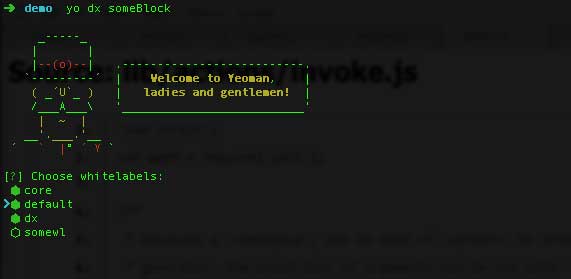 ➜ demo yo dx someBlock
|--(o)--|
Welcome to Yeoman,
ladies and gentlemen!
[?] Choose whitelabels:
core
default
dx
somewl